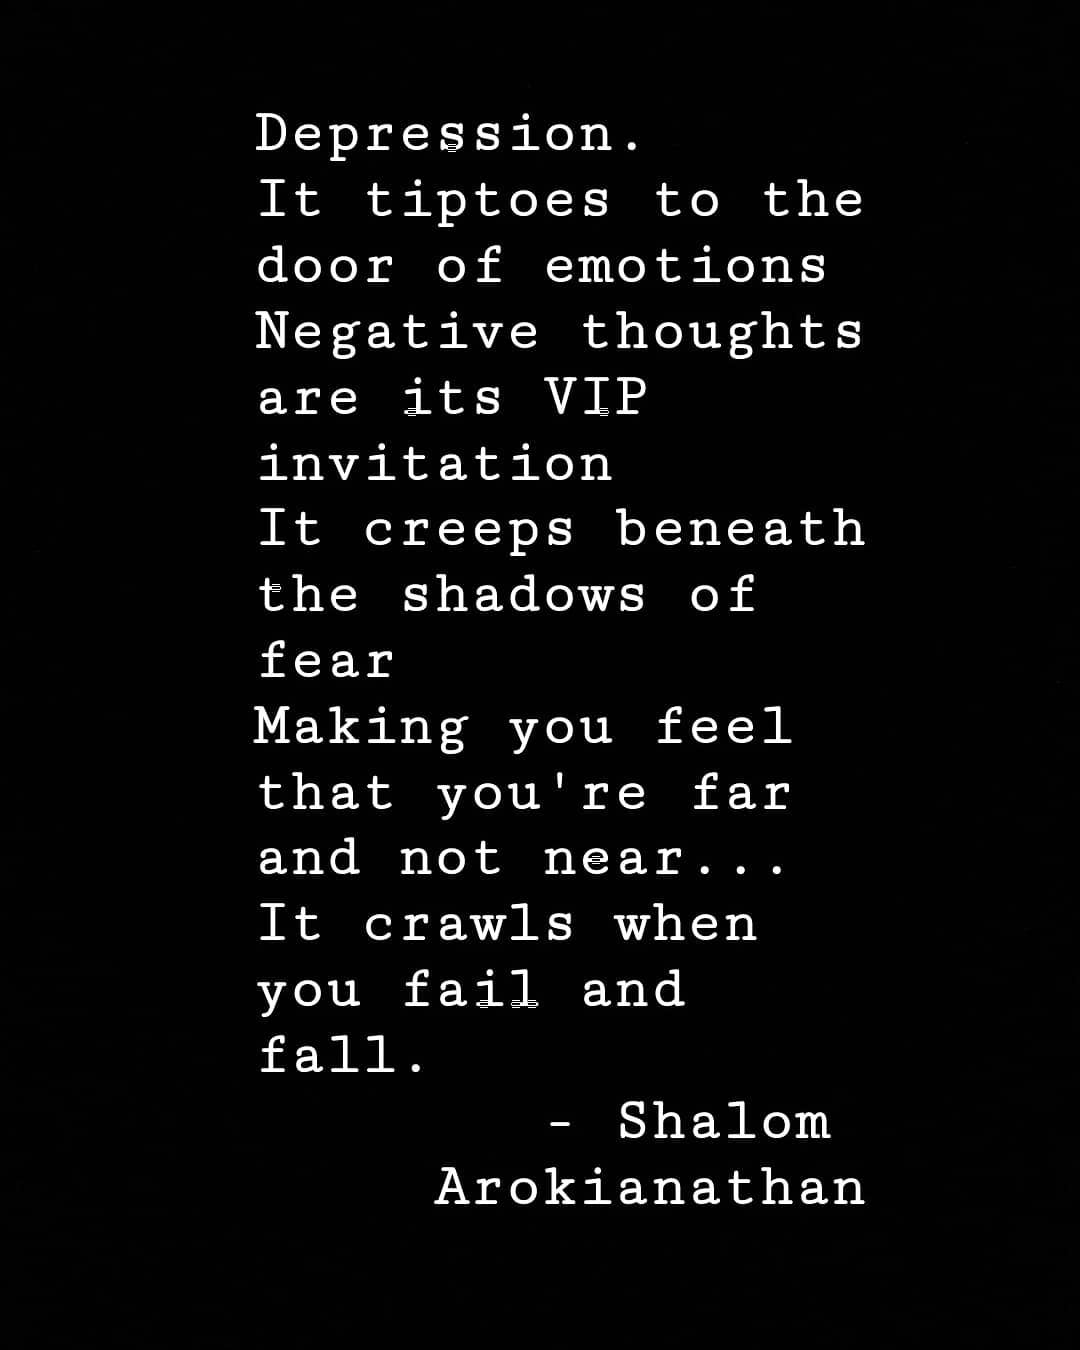 Depression.
It tiptoes to the
door of emotions
Negative thoughts
are its VIP
invitation
It creeps beneath
the shadows of
fear
Making you feel
that you're far
and not near...
It crawls when
you fail and
fall.
- Shalom
Arokianathan